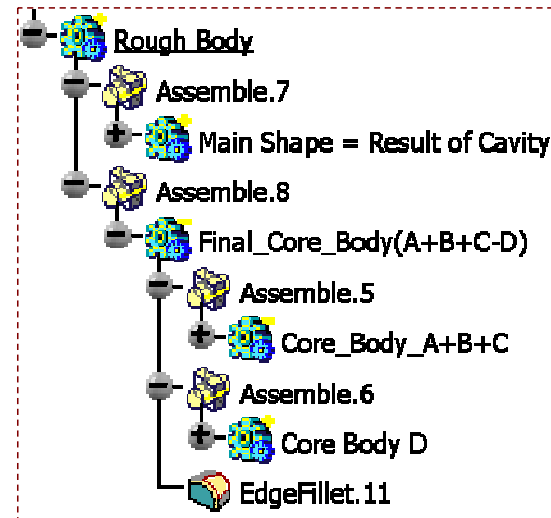 Rough Body
Assemble.7
Main Shape = Result of Cavity
Assemble.8
Final_Core_Body(A+B+C-D)
Assemble.5
Core_Body_A+B+C
Assemble.6
Core Body D
EdgeFillet.11